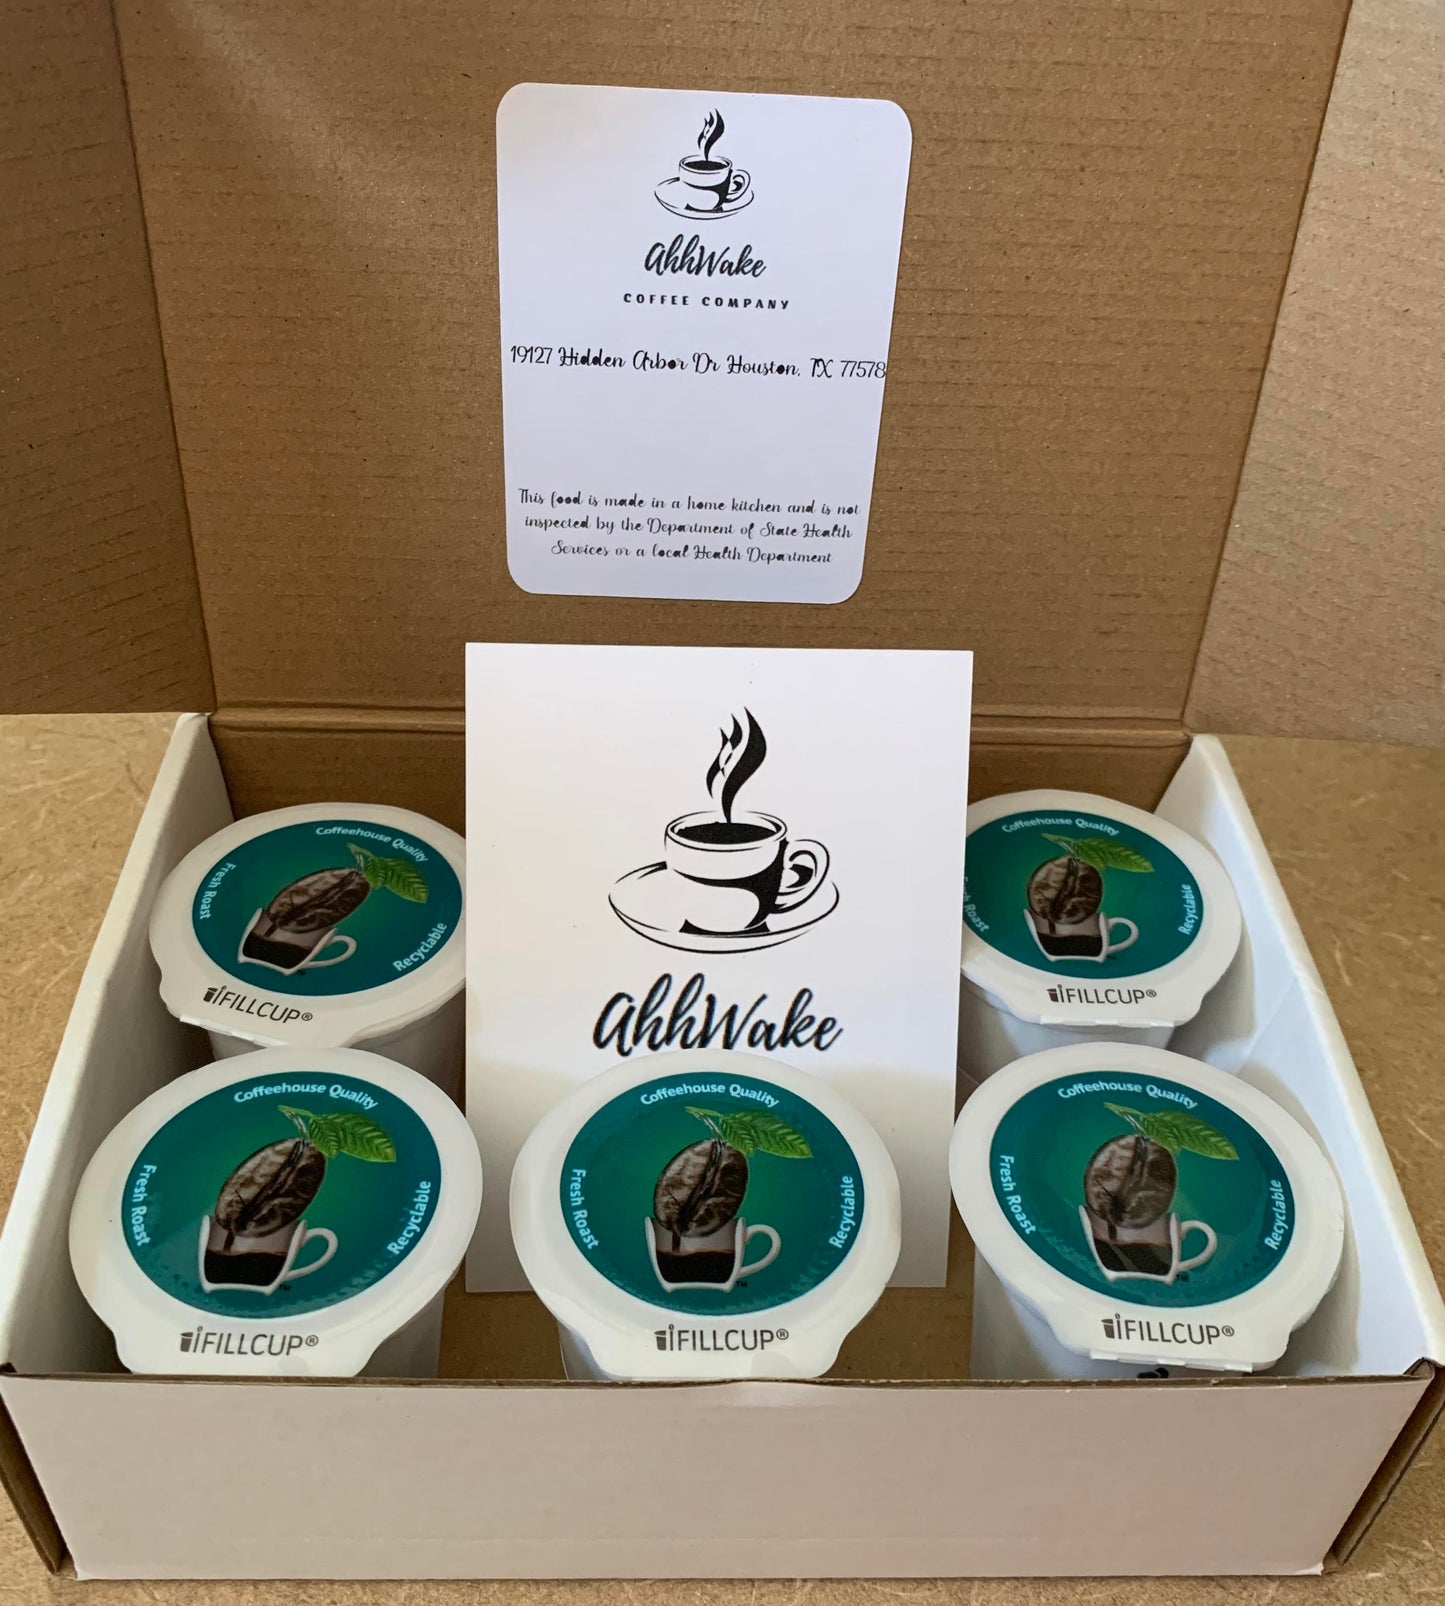 AhhWake
COFFEE COMPANY
19127 Hidden Arbor Dr Houston, TX 77578
This food is made in a home kitchen and is not
inspected by the Department of State Health
Services or a local Health Department
AhhWake
Coffeehouse Quality
Fresh Roast
Recyclable
iFILLCUP®
Coffeehouse Quality
Fresh Roast
Recyclable
iFILLCUP®
Coffeehouse Quality
Fresh Roast
Recyclable
TM
iFILLCUP®
Coffeehouse Quality
Fresh Roast
Recyclable
TM
iFILLCUP®
Coffeehouse Quality
Fresh Roast
Recyclable
TM
iFILLCUP®